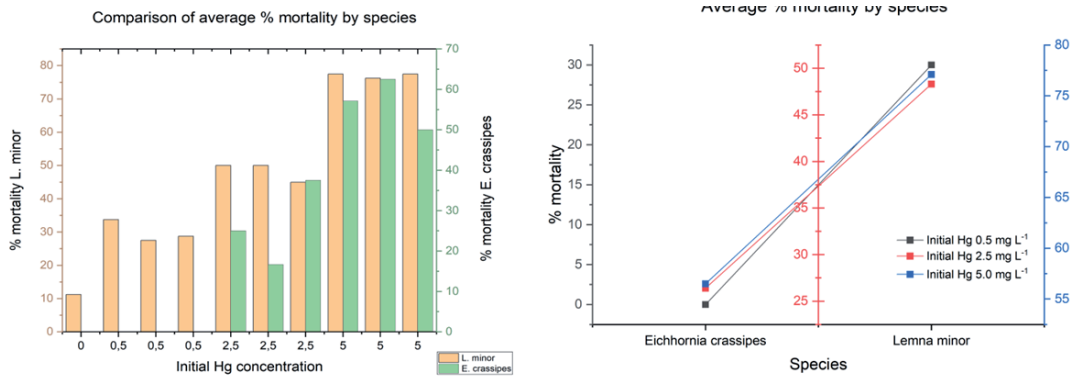 Comparison of average % mortality by species
80
70
60
50
40
30
20
10
0
% mortality L. minor
70
60
50
40
30
20
10
0
% mortality E. crassipes
0 0,5 0,5 0,5 2,5 2,5 2,5 5 5 5
Initial Hg concentration
L. minor
E. crassipes
Average % mortality by species
30
25
20
15
10
5
0
% mortality
50
45
40
35
30
25
80
75
70
65
60
55
Initial Hg 0.5 mg L⁻¹
Initial Hg 2.5 mg L⁻¹
Initial Hg 5.0 mg L⁻¹
Eichhornia crassipes Lemna minor
Species